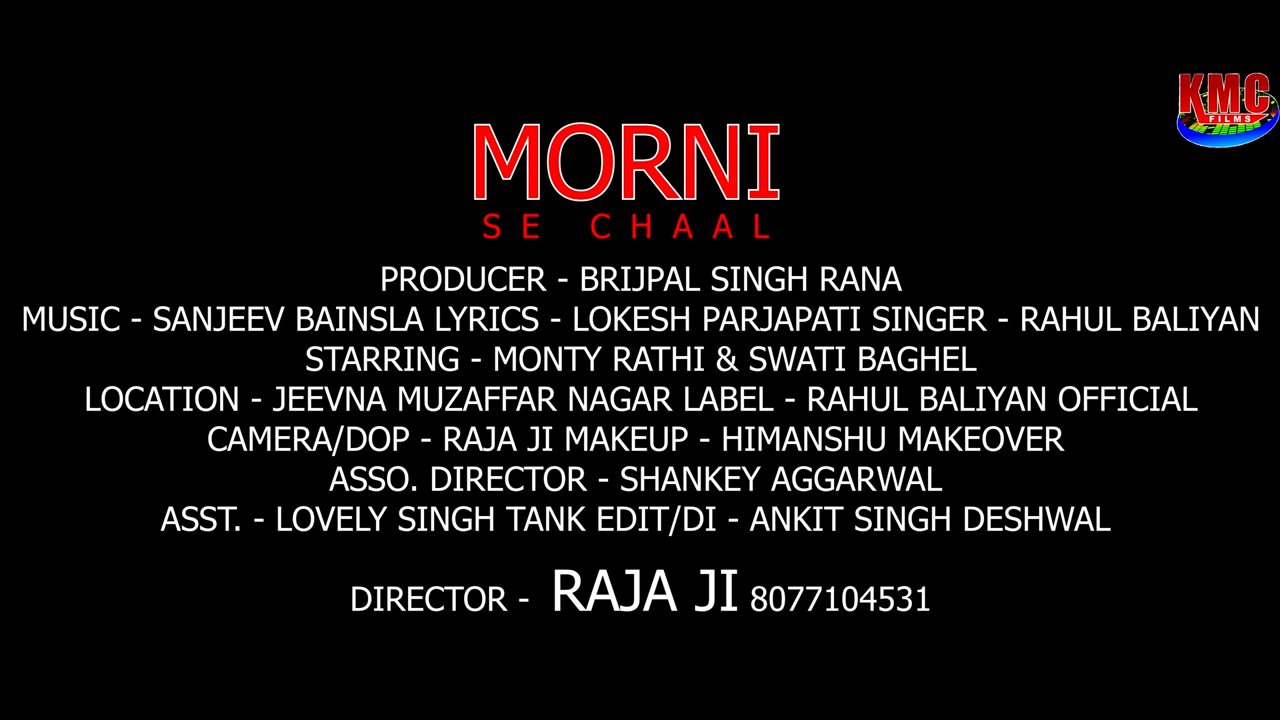 KMC
FILMS
MORNI
SE CHAAL
PRODUCER - BRIJPAL SINGH RANA
MUSIC - SANJEEV BAINSLA LYRICS - LOKESH PARJAPATI SINGER - RAHUL BALIYAN
STARRING - MONTY RATHI & SWATI BAGHEL
LOCATION - JEEVNA MUZAFFAR NAGAR LABEL - RAHUL BALIYAN OFFICIAL
CAMERA/DOP - RAJA JI MAKEUP - HIMANSHU MAKEOVER
ASSO. DIRECTOR - SHANKEY AGGARWAL
ASST. - LOVELY SINGH TANK EDIT/DI - ANKIT SINGH DESHWAL
DIRECTOR - RAJA JI 8077104531